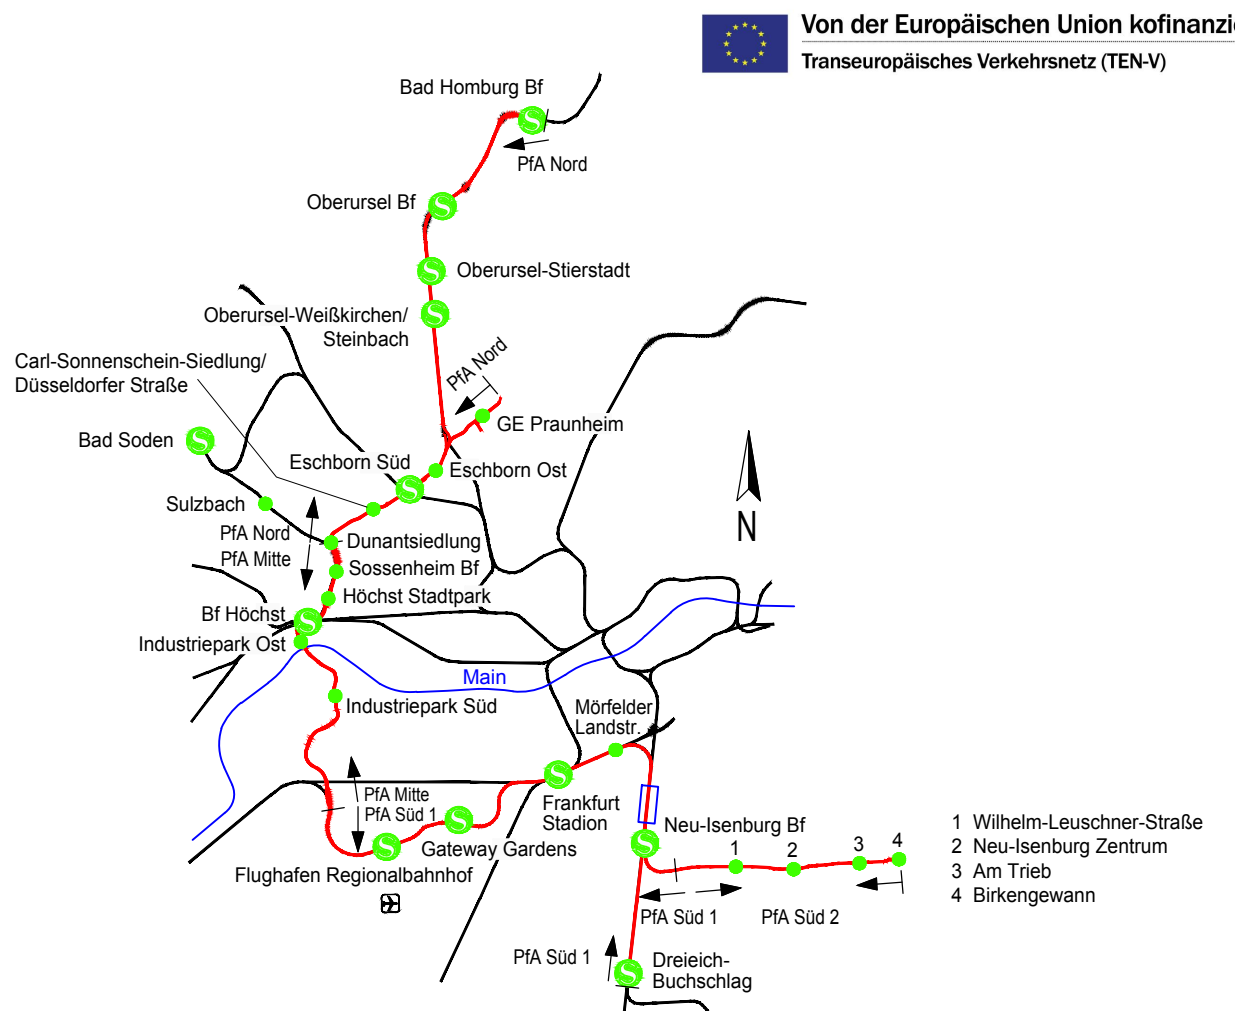 Von der Europäischen Union kofinanzi
Transeuropäisches Verkehrsnetz (TEN-V)
Bad Homburg Bf
PfA Nord
Oberursel Bf
Oberursel-Stierstadt
Oberursel-Weißkirchen/
Steinbach
Carl-Sonnenschein-Siedlung/
Düsseldorfer Straße
PfA Nord
GE Praunheim
Bad Soden
Eschborn Süd
Eschborn Ost
Sulzbach
PfA Nord
PfA Mitte
Dunantsiedlung
Sossenheim Bf
Höchst Stadtpark
Bf Höchst
Industriepark Ost
N
Main
Industriepark Süd
Mörfelder
Landstr.
PfA Mitte
PfA Süd 1
Frankfurt
Stadion
Gateway Gardens
Flughafen Regionalbahnhof
Neu-Isenburg Bf
1 2 3 4
PfA Süd 1
PfA Süd 2
1 Wilhelm-Leuschner-Straße
2 Neu-Isenburg Zentrum
3 Am Trieb
4 Birkengewann
PfA Süd 1
Dreieich-
Buchschlag